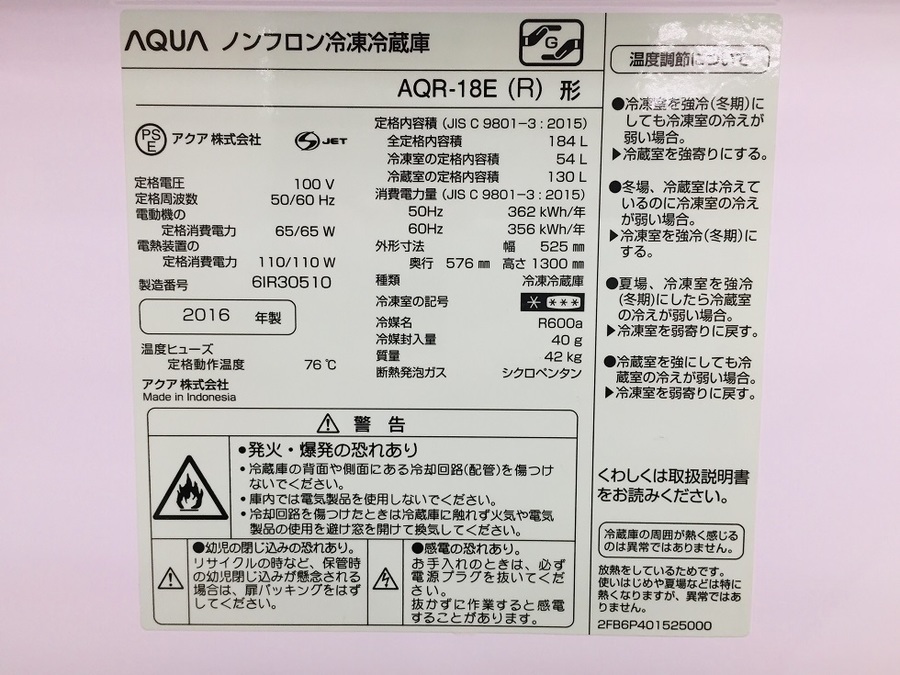 AQUA ノンフロン冷凍冷蔵庫
G
AQR-18E (R) 形
PS
E
アクア 株式会社
S JET
定格電圧 100 V
定格周波数 50/60 Hz
電動機の
定格消費電力 65/65 W
電熱装置の
定格消費電力 110/110 W
製造番号 6IR30510
2016 年製
温度ヒューズ
定格動作温度 76 ℃
アクア 株式会社
Made in Indonesia
定格内容積 (JIS C 9801-3 : 2015)
全定格内容積 184 L
冷凍室の定格内容積 54 L
冷蔵室の定格内容積 130 L
消費電力量 (JIS C 9801-3 : 2015)
50Hz 362 kWh/年
60Hz 356 kWh/年
外形寸法 幅 525 ㎜
奥行 576 ㎜ 高さ 1300 ㎜
種類 冷凍冷蔵庫
冷凍室の記号 * ***
冷媒名 R600a
冷媒封入量 40 g
質量 42 kg
断熱発泡ガス シクロペンタン
⚠ 警 告
•発火・爆発の恐れあり
•冷蔵庫の背面や側面にある冷却回路(配管)を傷つけ
ないでください。
•庫内では電気製品を使用しないでください。
•冷却回路を傷つけたときは冷蔵庫に触れず火気や電気
製品の使用を避け窓を開けて換気してください。
●幼児の閉じ込みの恐れあり。
リサイクルの時など、保管時
の幼児閉じ込みが懸念される
場合は、扉パッキングをはず
してください。
●感電の恐れあり。
お手入れのときは、必ず
電源プラグを抜いてくだ
さい。
抜かずに作業すると感電
することがあります。
温度調節について
●冷蔵室を強冷(冬期)に
しても冷凍室の冷えが
弱い場合。
▶冷蔵室を強寄りにする。
●冬場、冷蔵室は冷えて
いるのに冷凍室の冷え
が弱い場合。
▶冷凍室を強冷(冬期)に
する。
●夏場、冷凍室を強冷
(冬期)にしたら冷蔵室
の冷えが弱い場合。
▶冷凍室を弱寄りに戻す。
●冷蔵室を強にしても冷
蔵室の冷えが弱い場合。
▶冷凍室を弱寄りに戻す。
くわしくは取扱説明書
をお読みください。
冷蔵庫の周囲が熱く感じる
のは異常ではありません。
放熱をしているためです。
使いはじめや夏場などは特に
熱くなりますが、異常ではあ
りません。
2FB6P401525000